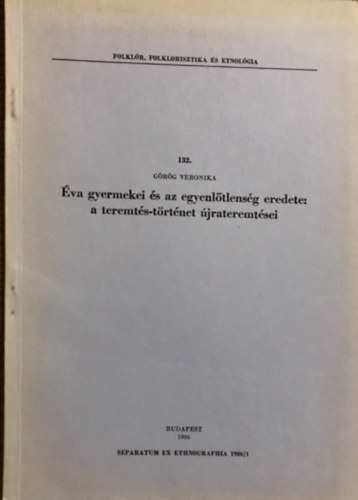 FOLKLÓR, FOLKLORISZTIKA ÉS ETNOLÓGIA
132.
GÖRÖG VERONIKA
Éva gyermekei és az egyenlőtlenség eredete:
a teremtés-történet újrateremtései
BUDAPEST
1986
SEPARATUM EX ETHNOGRAPHIA 1986/1